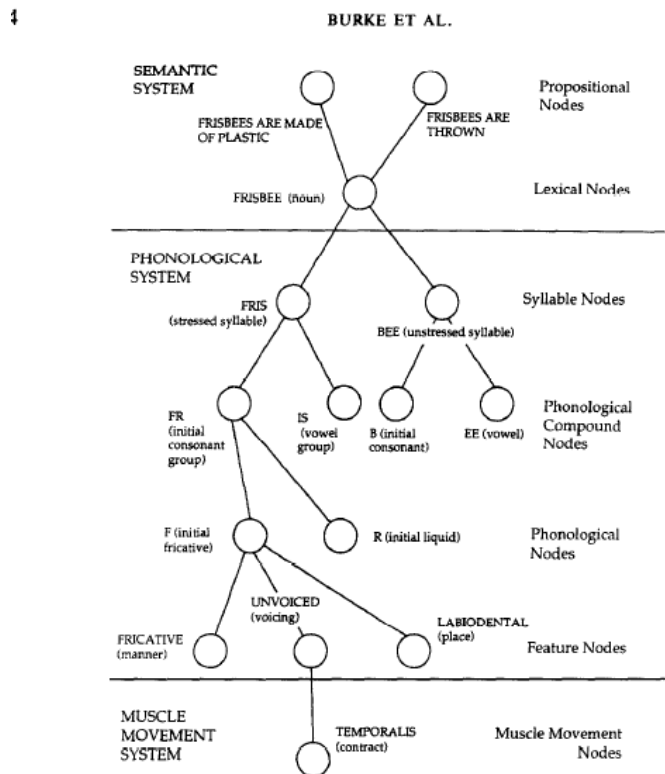 4
BURKE ET AL.
SEMANTIC
SYSTEM
Propositional
Nodes
FRISBEES ARE MADE
OF PLASTIC
FRISBEES ARE
THROWN
FRISBEE (noun)
Lexical Nodes
PHONOLOGICAL
SYSTEM
FRIS
(stressed syllable)
Syllable Nodes
BEE (unstressed syllable)
FR
(initial
consonant
group)
IS
(vowel
group)
B (initial
consonant)
EE (vowel)
Phonological
Compound
Nodes
F (initial
fricative)
R (initial liquid)
Phonological
Nodes
UNVOICED
(voicing)
LABIODENTAL
(place)
FRICATIVE
(manner)
Feature Nodes
MUSCLE
MOVEMENT
SYSTEM
TEMPORALIS
(contract)
Muscle Movement
Nodes